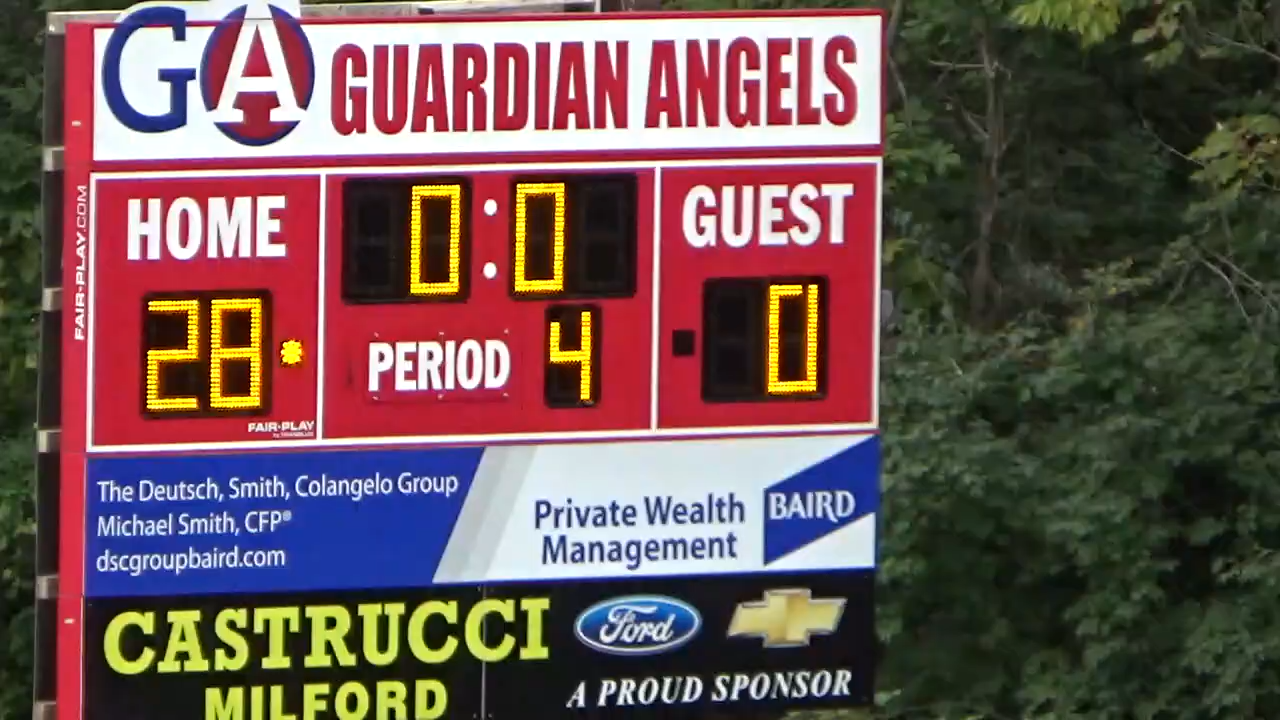 GA GUARDIAN ANGELS
FAIR-PLAY.COM
HOME
0:0
GUEST
28
PERIOD 4
0
FAIR-PLAY
The Deutsch, Smith, Colangelo Group
Michael Smith, CFP®
dscgroupbaird.com
Private Wealth
Management
BAIRD
CASTRUCCI
MILFORD
Ford
A PROUD SPONSOR